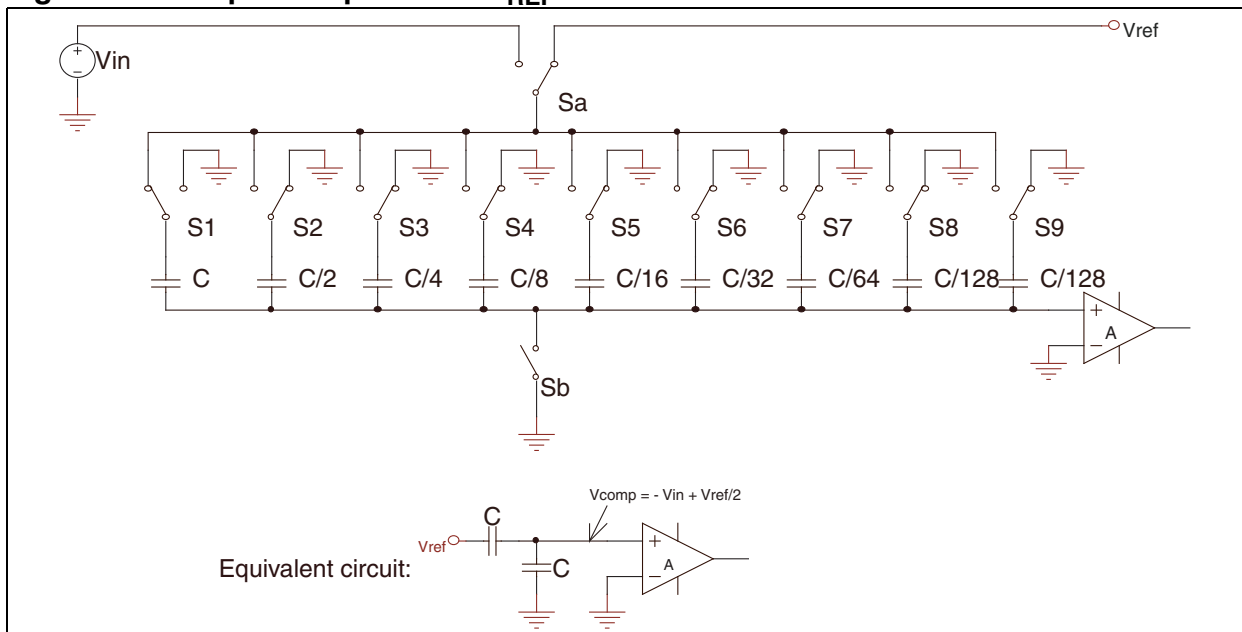 REF
Vin
Vref
Sa
S1 S2 S3 S4 S5 S6 S7 S8 S9
C C/2 C/4 C/8 C/16 C/32 C/64 C/128 C/128
+
−
A
Sb
Vcomp = - Vin + Vref/2
C
Vref
+
−
A
C
Equivalent circuit: